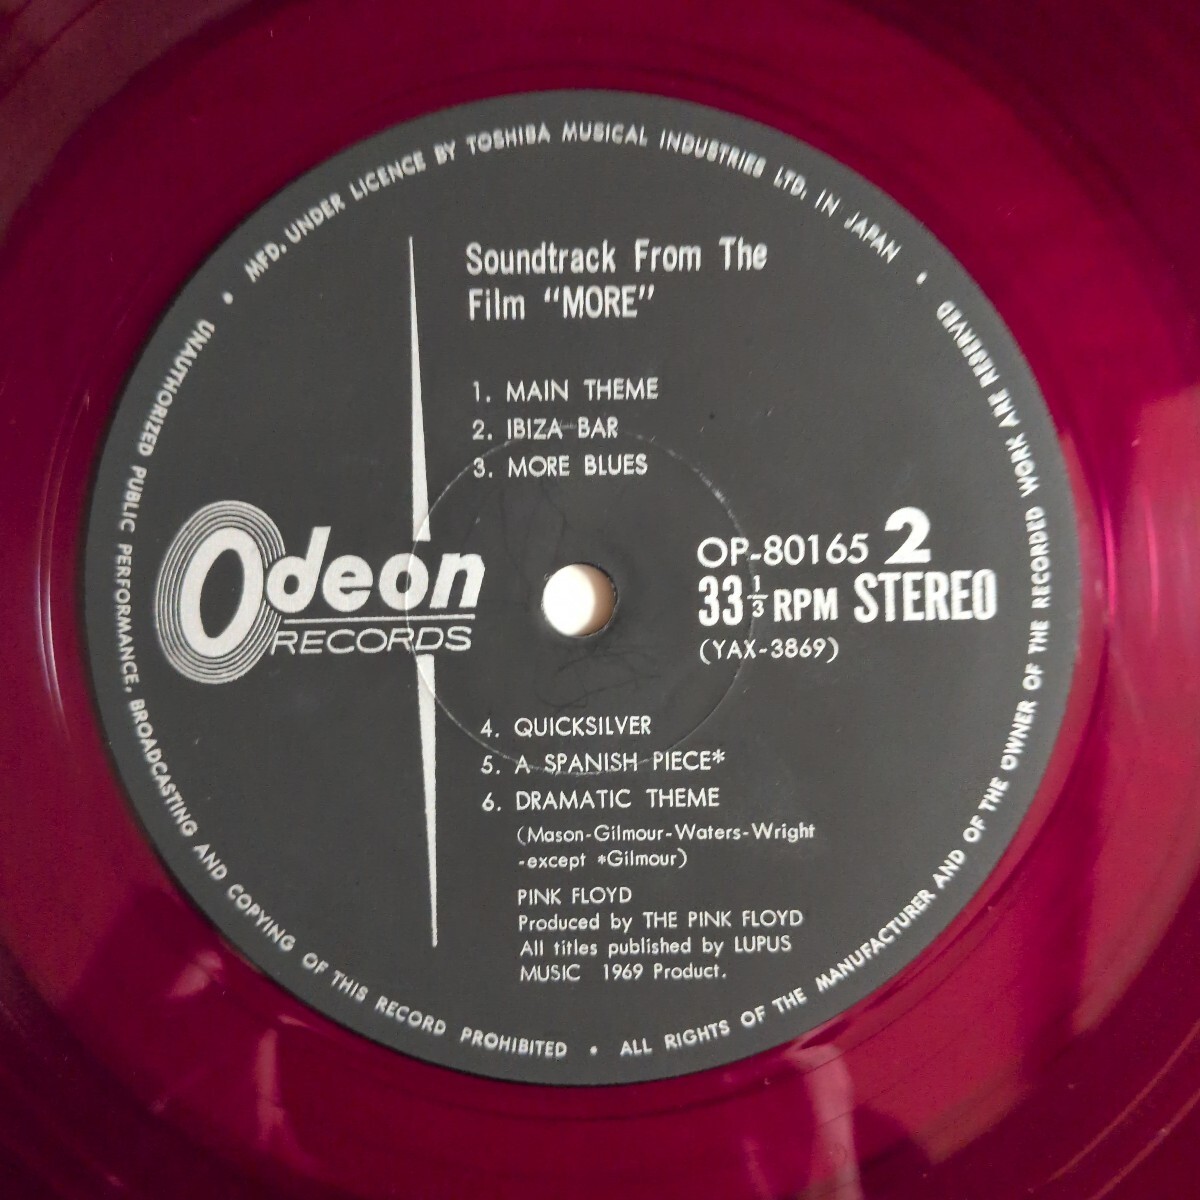 MFD. UNDER LICENCE BY TOSHIBA MUSICAL INDUSTRIES LTD. IN JAPAN •
Soundtrack From The
Film "MORE"
1. MAIN THEME
2. IBIZA BAR
3. MORE BLUES
Odeon
RECORDS
OP-80165 2
33 1/3 RPM STEREO
(YAX-3869)
4. QUICKSILVER
5. A SPANISH PIECE*
6. DRAMATIC THEME
(Mason-Gilmour-Waters-Wright
-except *Gilmour)
PINK FLOYD
Produced by THE PINK FLOYD
All titles published by LUPUS
MUSIC 1969 Product.
ALL RIGHTS OF THE MANUFACTURER AND OF THE OWNER OF THE RECORDED WORK ARE RESERVED •
UNAUTHORIZED PUBLIC PERFORMANCE, BROADCASTING AND COPYING OF THIS RECORD PROHIBITED •